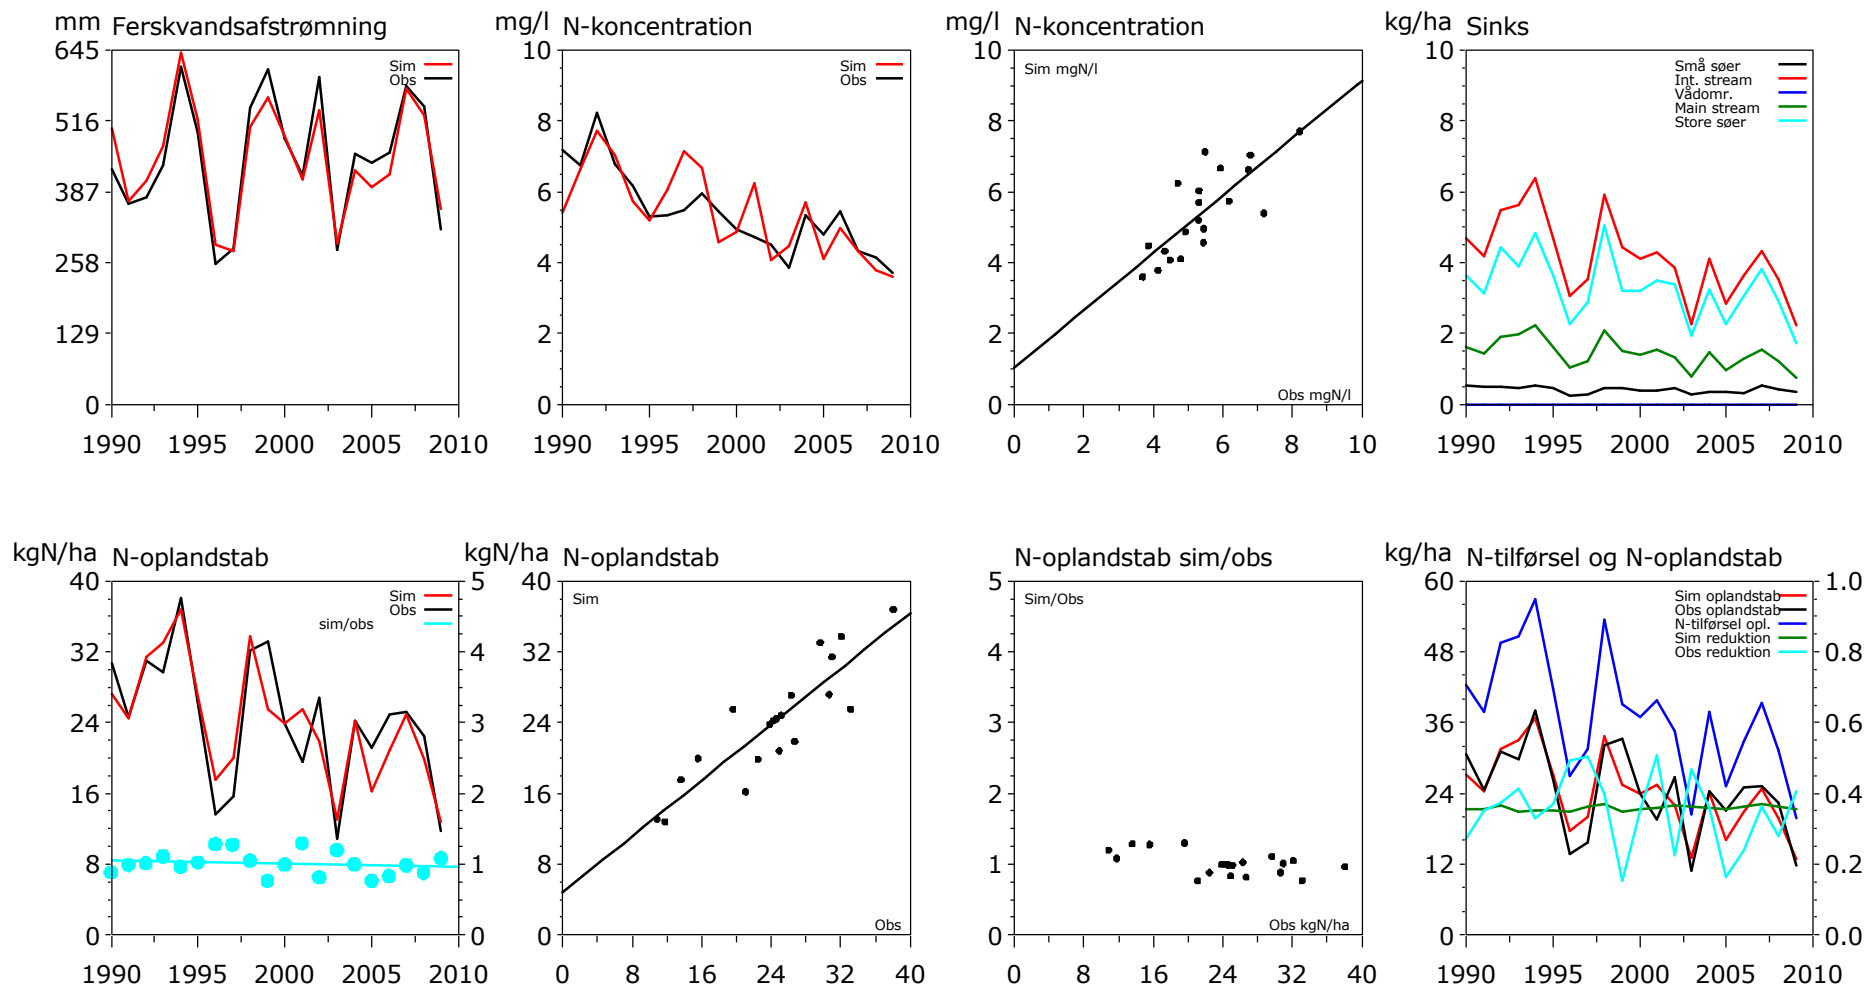 mm Ferskvandsafstrømning
645
516
387
258
129
0
1990 1995 2000 2005 2010
Sim
Obs
mg/l N-koncentration
10
8
6
4
2
0
1990 1995 2000 2005 2010
Sim
Obs
mg/l N-koncentration
10
8
6
4
2
0
0 2 4 6 8 10
Sim mgN/l
Obs mgN/l
kg/ha Sinks
10
8
6
4
2
0
1990 1995 2000 2005 2010
Små søer
Int. stream
Vådomr.
Main stream
Store søer
kgN/ha N-oplandstab
40
32
24
16
8
0
5
4
3
2
1
0
1990 1995 2000 2005 2010
Sim
Obs
sim/obs
kgN/ha N-oplandstab
40
32
24
16
8
0
0 8 16 24 32 40
Sim
Obs
N-oplandstab sim/obs
5
4
3
2
1
0
0 8 16 24 32 40
Sim/Obs
Obs kgN/ha
kg/ha N-tilførsel og N-oplandstab
60
48
36
24
12
0
1.0
0.8
0.6
0.4
0.2
0.0
1990 1995 2000 2005 2010
Sim oplandstab
Obs oplandstab
N-tilførsel opl.
Sim reduktion
Obs reduktion